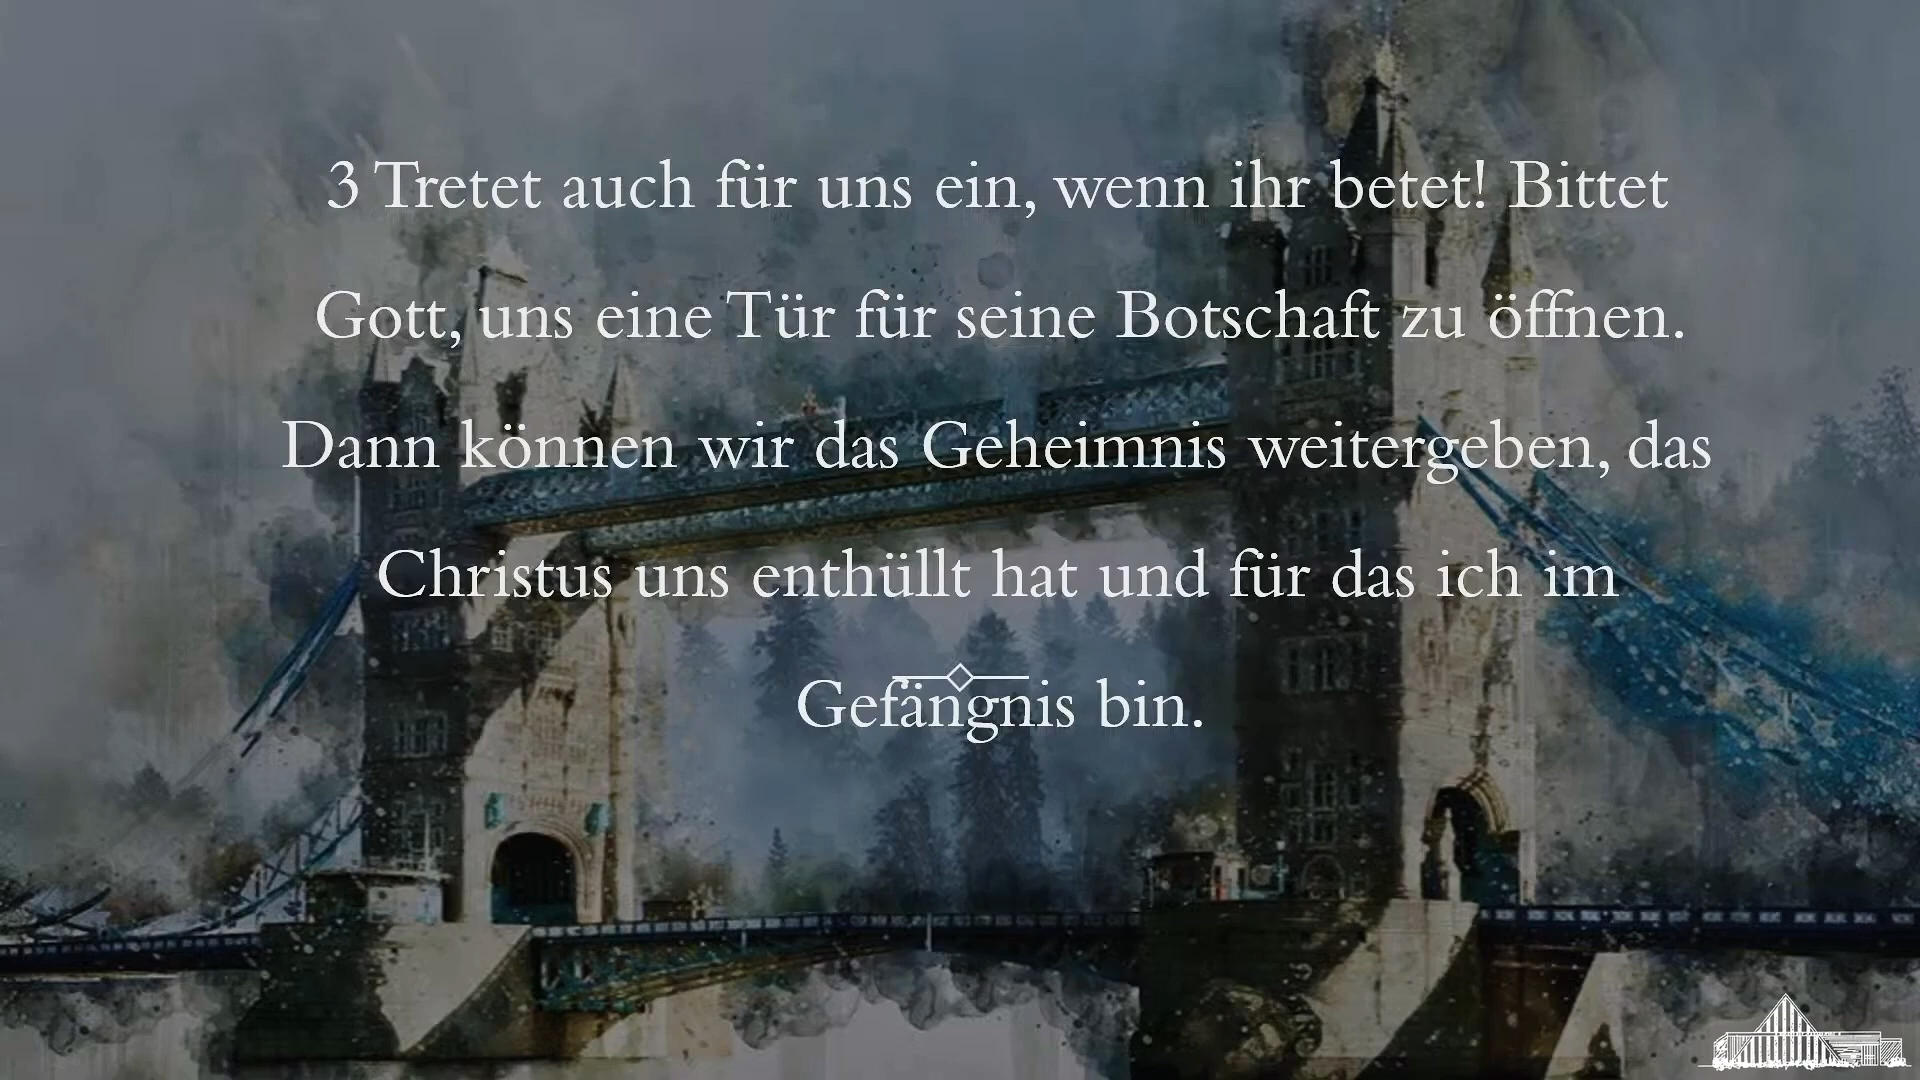 3 Tretet auch für uns ein, wenn ihr betet! Bittet
Gott, uns eine Tür für seine Botschaft zu öffnen.
Dann können wir das Geheimnis weitergeben, das
Christus uns enthüllt hat und für das ich im
Gefängnis bin.